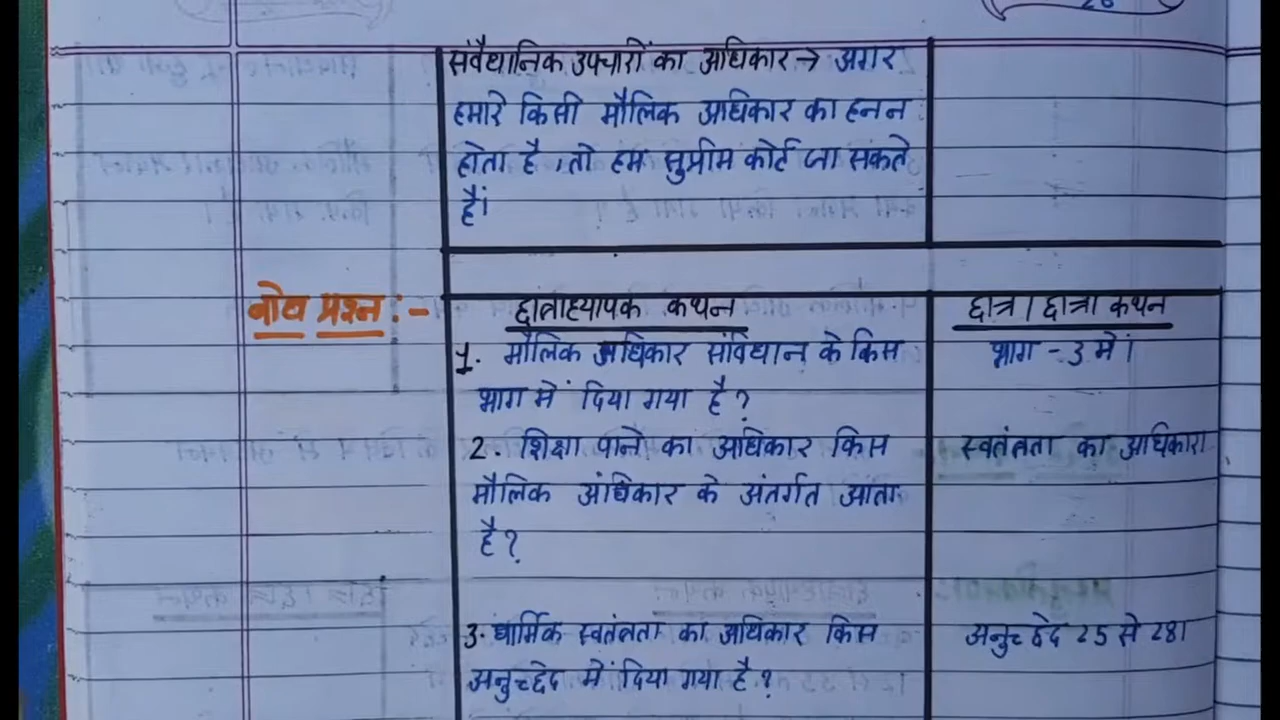 26
संवैधानिक उपचारों का अधिकार → अगर
हमारे किसी मौलिक अधिकार का हनन
होता है, तो हम सुप्रीम कोर्ट जा सकते
हैं।
बोध प्रश्न :-
छात्राध्यापक कथन
छात्र / छात्रा कथन
1. मौलिक अधिकार संविधान के किस
भाग - 3 में।
भाग में दिया गया है?
2. शिक्षा पाने का अधिकार किस
स्वतंत्रता का अधिकार।
मौलिक अधिकार के अंतर्गत आता
है?
3. धार्मिक स्वतंत्रता का अधिकार किस
अनुच्छेद 25 से 28।
अनुच्छेद में दिया गया है?